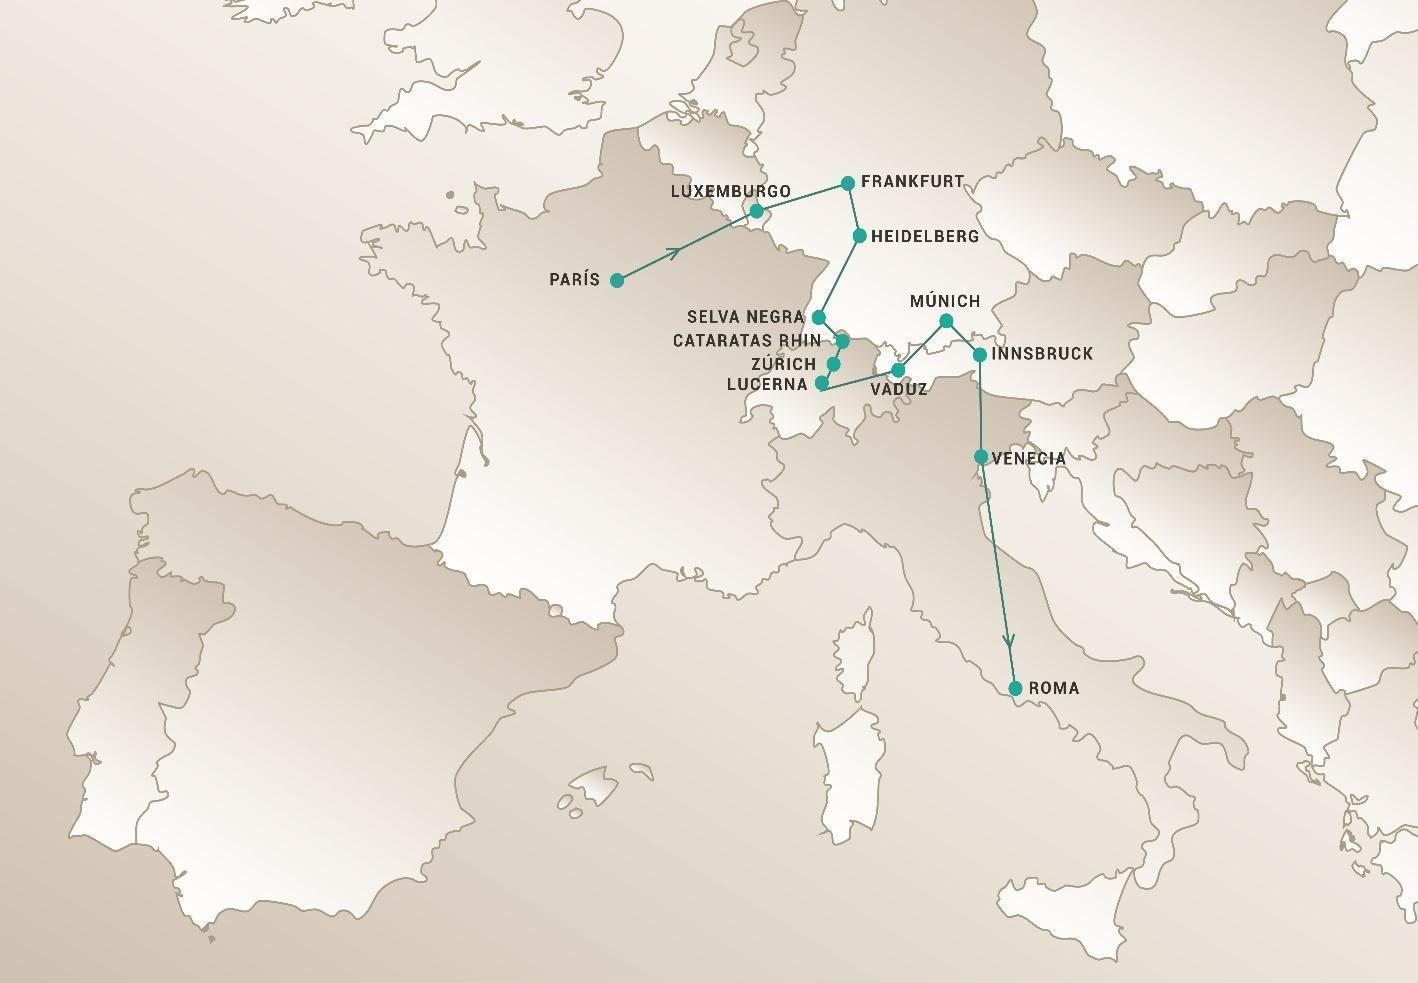 LUXEMBURGO
FRANKFURT
HEIDELBERG
PARÍS
MÚNICH
SELVA NEGRA
CATARATAS RHIN
INNSBRUCK
ZÚRICH
LUCERNA
VADUZ
VENECIA
ROMA